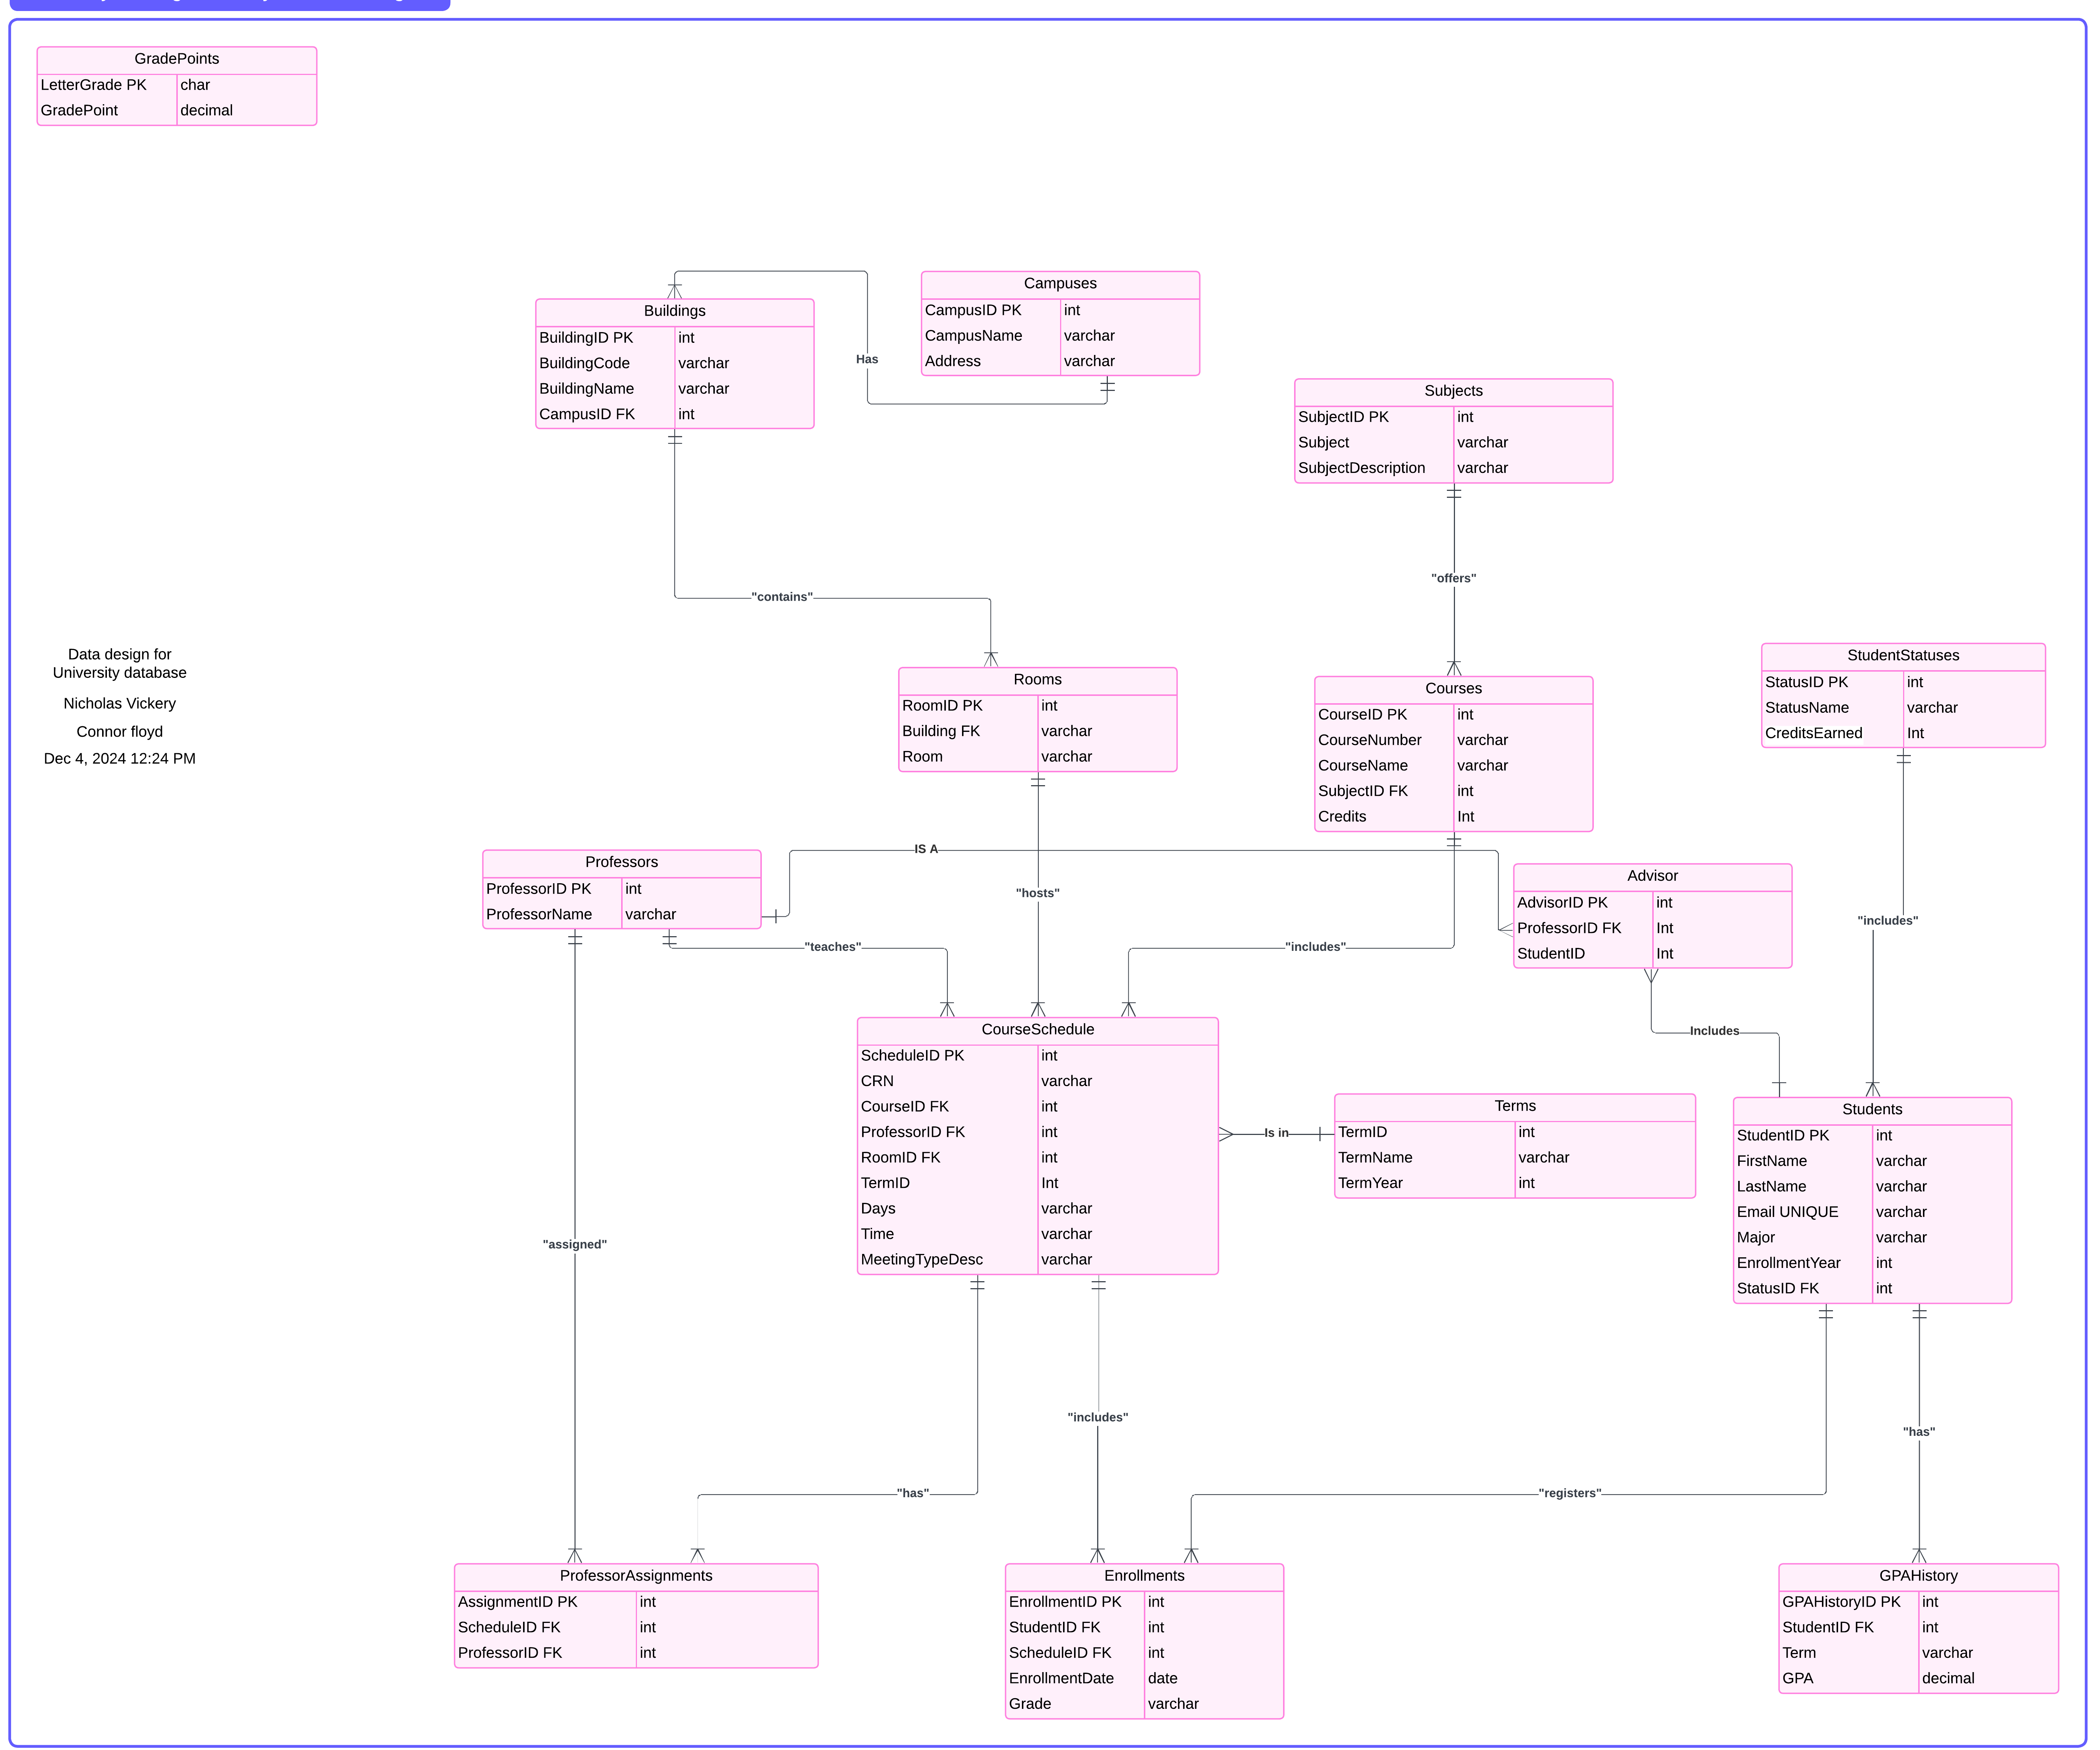 GradePoints
LetterGrade PK char
GradePoint decimal
Campuses
CampusID PK int
CampusName varchar
Address varchar
Buildings
BuildingID PK int
BuildingCode varchar
BuildingName varchar
CampusID FK int
Has
Subjects
SubjectID PK int
Subject varchar
SubjectDescription varchar
"offers"
"contains"
Data design for
University database
Nicholas Vickery
Connor floyd
Dec 4, 2024 12:24 PM
Rooms
RoomID PK int
Building FK varchar
Room varchar
Courses
CourseID PK int
CourseNumber varchar
CourseName varchar
SubjectID FK int
Credits Int
StudentStatuses
StatusID PK int
StatusName varchar
CreditsEarned Int
IS A
Professors
ProfessorID PK int
ProfessorName varchar
"hosts"
Advisor
AdvisorID PK int
ProfessorID FK Int
StudentID Int
"includes"
"teaches"
"includes"
Includes
CourseSchedule
ScheduleID PK int
CRN varchar
CourseID FK int
ProfessorID FK int
RoomID FK int
TermID Int
Days varchar
Time varchar
MeetingTypeDesc varchar
Is in
Terms
TermID int
TermName varchar
TermYear int
Students
StudentID PK int
FirstName varchar
LastName varchar
Email UNIQUE varchar
Major varchar
EnrollmentYear int
StatusID FK int
"assigned"
"includes"
"has"
"has"
"registers"
ProfessorAssignments
AssignmentID PK int
ScheduleID FK int
ProfessorID FK int
Enrollments
EnrollmentID PK int
StudentID FK int
ScheduleID FK int
EnrollmentDate date
Grade varchar
GPAHistory
GPAHistoryID PK int
StudentID FK int
Term varchar
GPA decimal